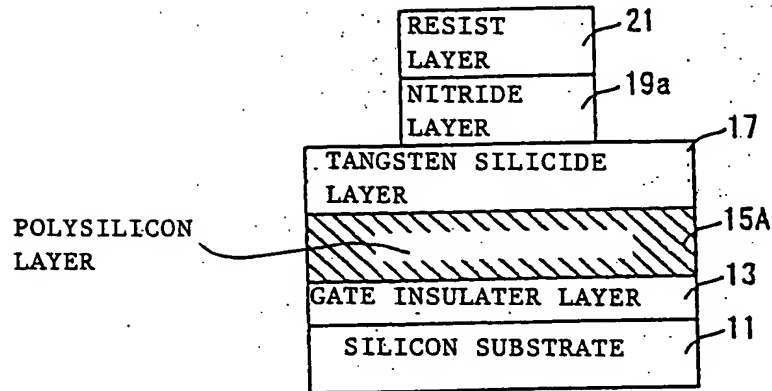 RESIST
LAYER
21
NITRIDE
LAYER
19a
17
TANGSTEN SILICIDE
LAYER
POLYSILICON
LAYER
15A
13
GATE INSULATER LAYER
11
SILICON SUBSTRATE